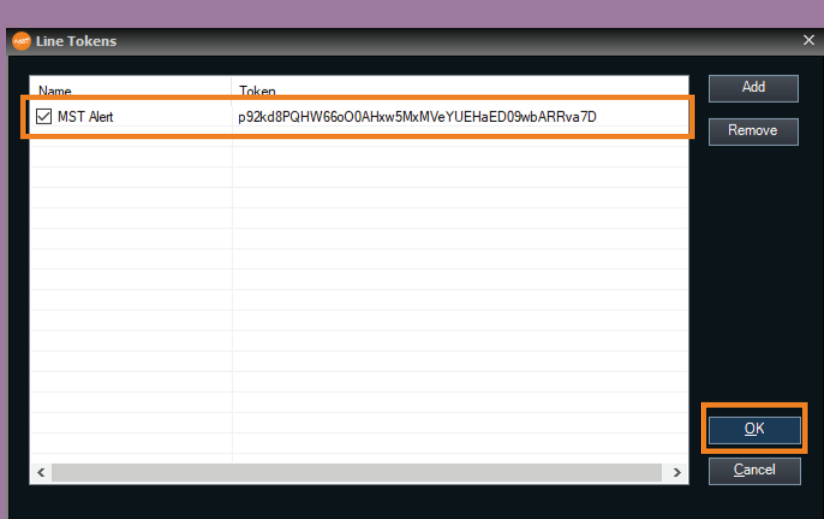 Line Tokens
Name Token
MST Alert p92kd8PQHW66oO0AHxw5MxMVeYUEHaED09wbARRva7D
Add
Remove
OK
Cancel